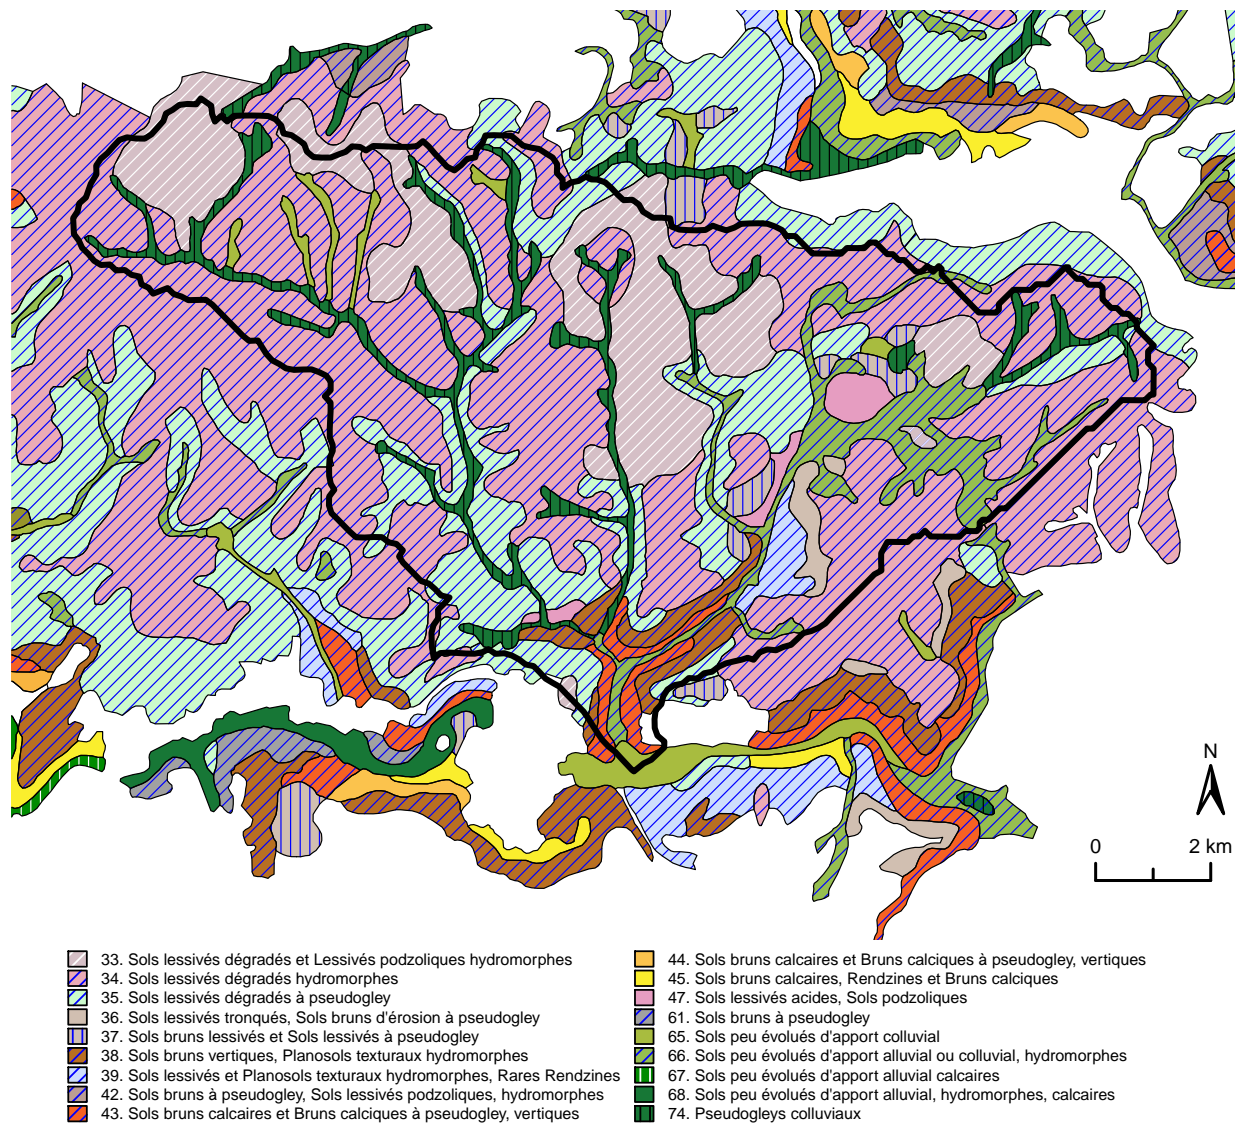 N
0 2 km
33. Sols lessivés dégradés et Lessivés podzoliques hydromorphes
34. Sols lessivés dégradés hydromorphes
35. Sols lessivés dégradés à pseudogley
36. Sols lessivés tronqués, Sols bruns d'érosion à pseudogley
37. Sols bruns lessivés et Sols lessivés à pseudogley
38. Sols bruns vertiques, Planosols texturaux hydromorphes
39. Sols lessivés et Planosols texturaux hydromorphes, Rares Rendzines
42. Sols bruns à pseudogley, Sols lessivés podzoliques, hydromorphes
43. Sols bruns calcaires et Bruns calciques à pseudogley, vertiques
44. Sols bruns calcaires et Bruns calciques à pseudogley, vertiques
45. Sols bruns calcaires, Rendzines et Bruns calciques
47. Sols lessivés acides, Sols podzoliques
61. Sols bruns à pseudogley
65. Sols peu évolués d'apport colluvial
66. Sols peu évolués d'apport alluvial ou colluvial, hydromorphes
67. Sols peu évolués d'apport alluvial calcaires
68. Sols peu évolués d'apport alluvial, hydromorphes, calcaires
74. Pseudogleys colluviaux